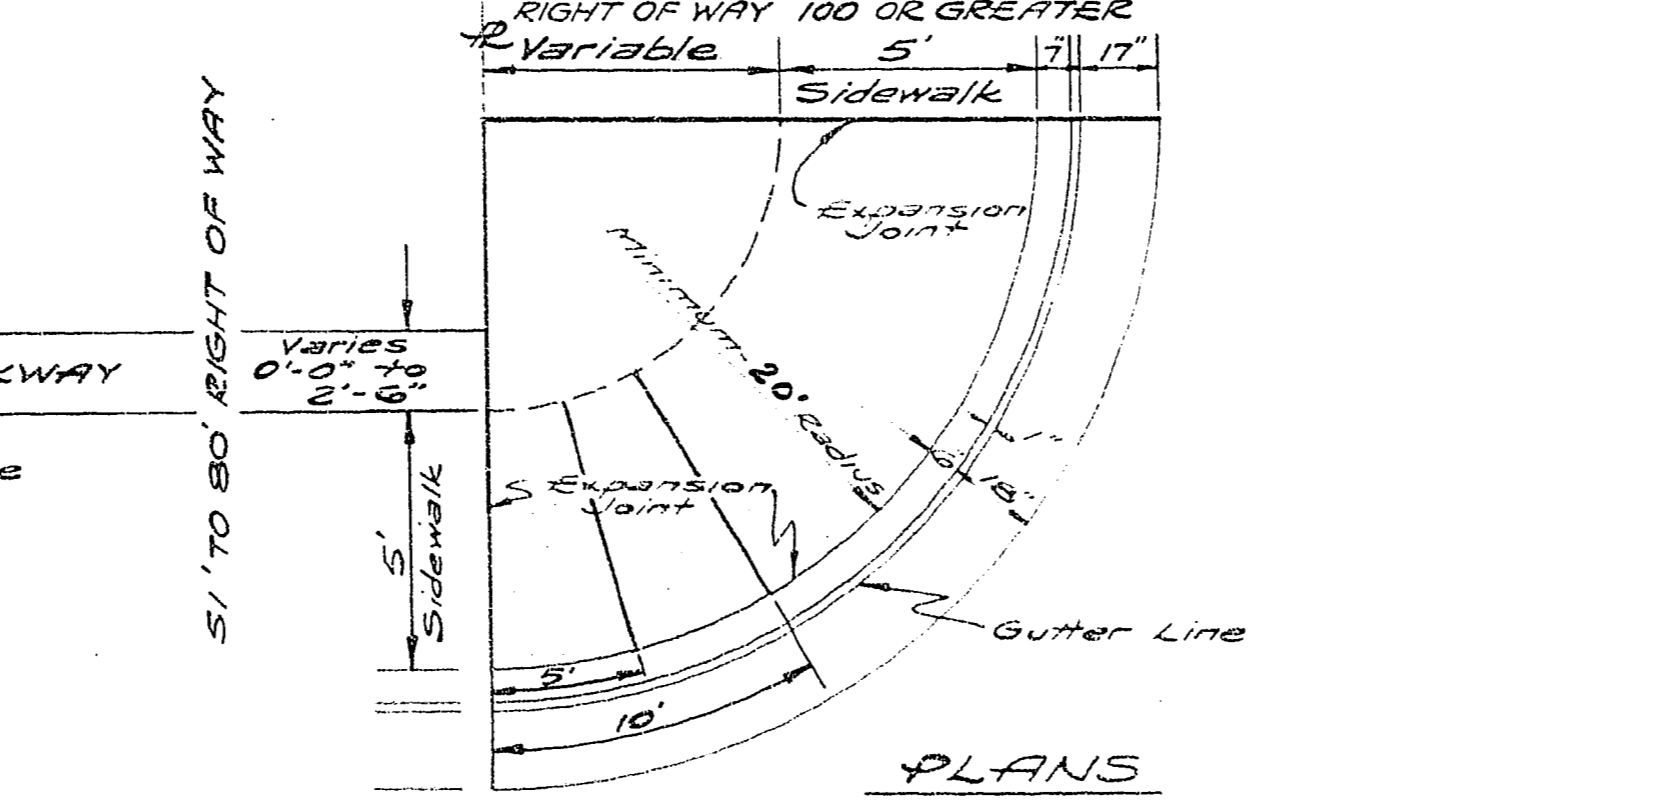 RIGHT OF WAY 100 OR GREATER
Variable
5'
7"
17"
Sidewalk
Expansion
Joint
51' TO 80' RIGHT OF WAY
Varies
0'-0" to
2'-6"
KWAY
e
Minimum 20' Radius
1"
6"
18"
Expansion
Joint
5'
Sidewalk
5'
10'
Gutter Line
PLANS